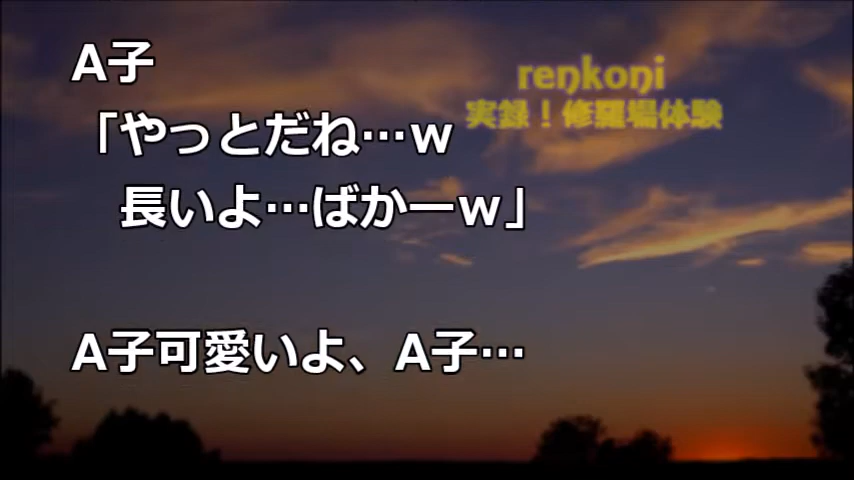 A子
「やっとだね…ｗ
長いよ…ばかーｗ」
A子可愛いよ、A子…
renkoni
実録！修羅場体験